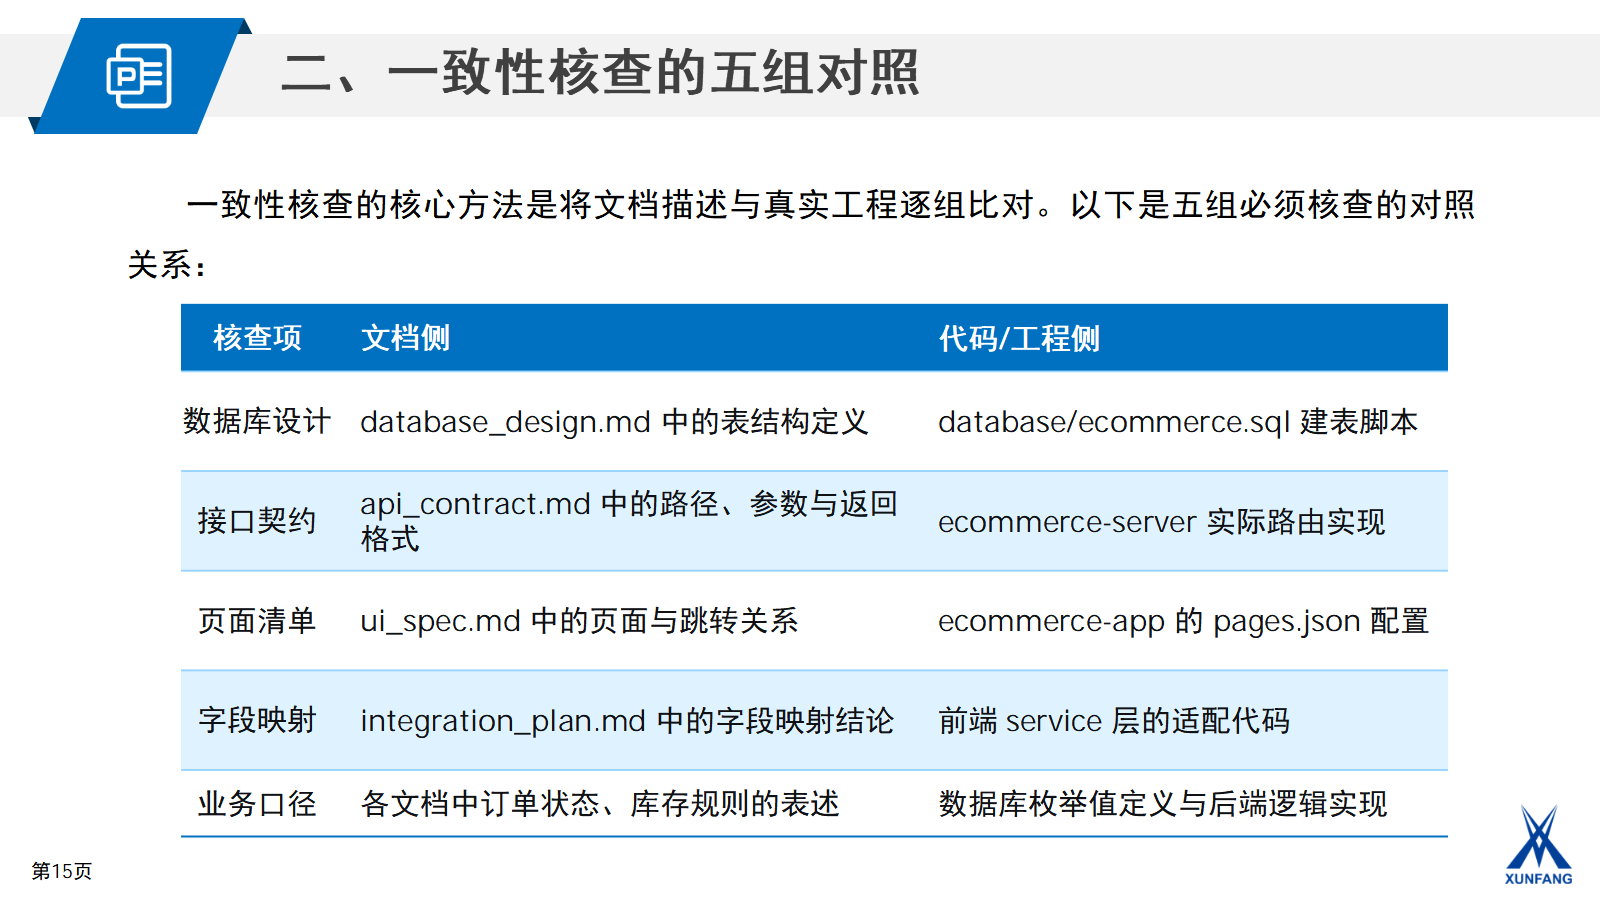 二、一致性核查的五组对照
一致性核查的核心方法是将文档描述与真实工程逐组比对。以下是五组必须核查的对照
关系：
核查项 文档侧 代码/工程侧
数据库设计 database_design.md 中的表结构定义 database/ecommerce.sql 建表脚本
接口契约 api_contract.md 中的路径、参数与返回
格式 ecommerce-server 实际路由实现
页面清单 ui_spec.md 中的页面与跳转关系 ecommerce-app 的 pages.json 配置
字段映射 integration_plan.md 中的字段映射结论 前端 service 层的适配代码
业务口径 各文档中订单状态、库存规则的表述 数据库枚举值定义与后端逻辑实现
第15页
XUNFANG